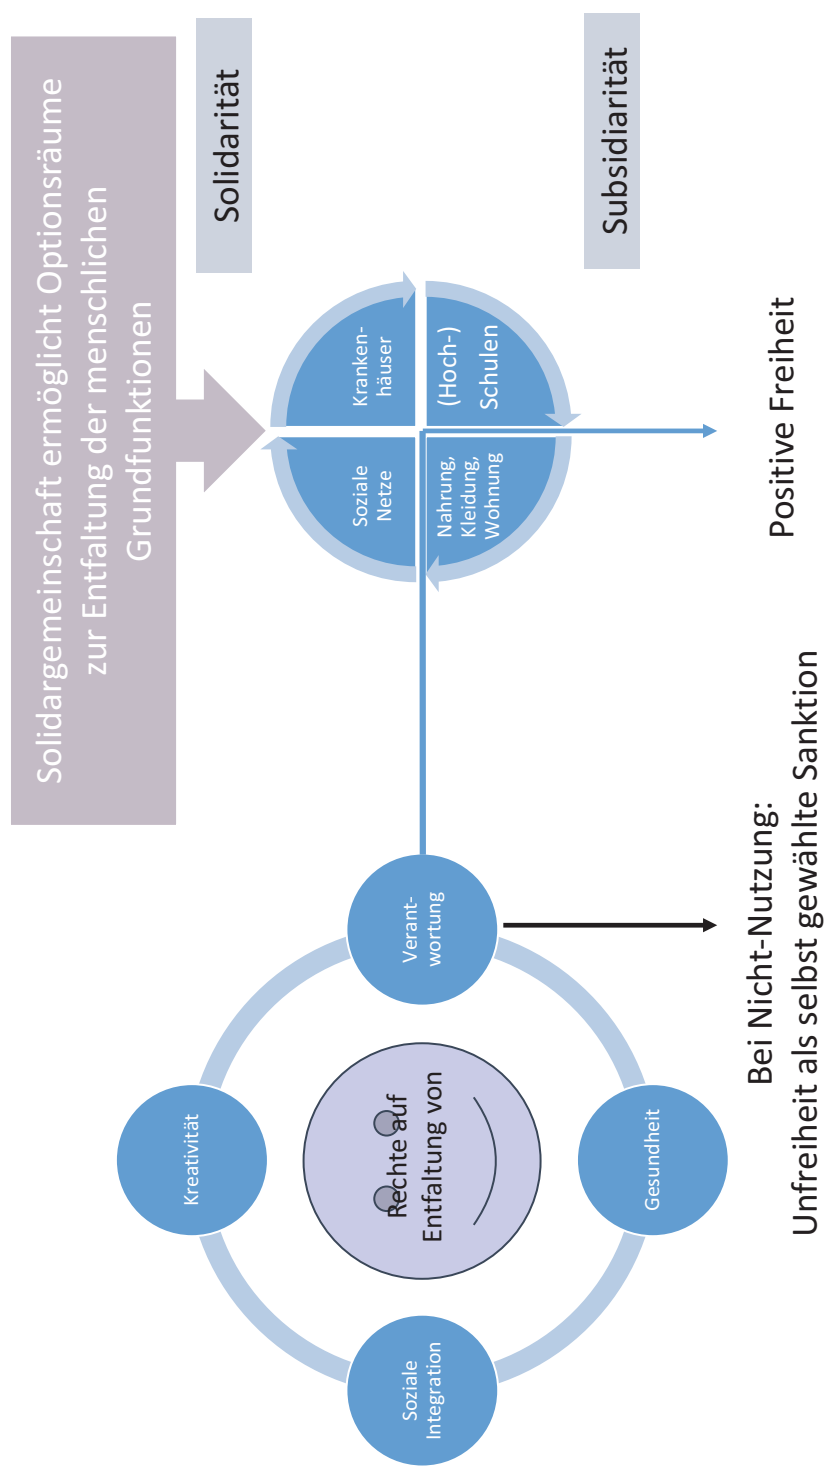 Solidargemeinschaft ermöglicht Optionsräume
zur Entfaltung der menschlichen
Grundfunktionen
Solidarität
Kreativität
Soziale
Integration
Rechte auf
Entfaltung von
Verant-
wortung
Gesundheit
Soziale
Netze
Kranken-
häuser
Nahrung,
Kleidung,
Wohnung
(Hoch-)
Schulen
Subsidiarität
Bei Nicht-Nutzung:
Unfreiheit als selbst gewählte Sanktion
Positive Freiheit